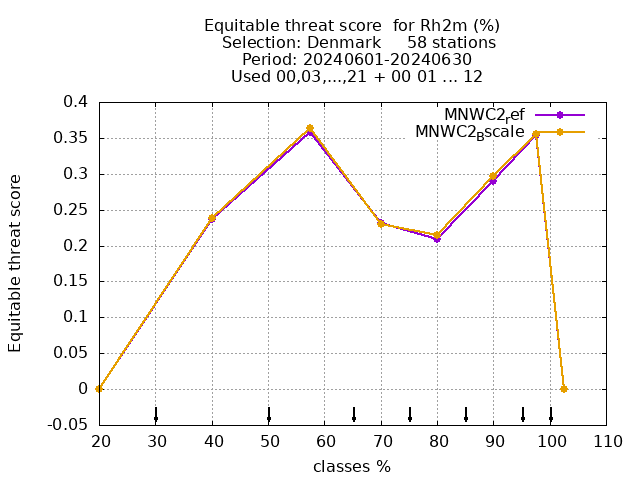 Equitable threat score  for Rh2m (%)
Selection: Denmark     58 stations
Period: 20240601-20240630
Used 00,03,...,21 + 00 01 ... 12
MNWC2ref
MNWC2Bscale
0.4
0.35
0.3
0.25
0.2
0.15
0.1
0.05
0
-0.05
Equitable threat score
20 30 40 50 60 70 80 90 100 110
classes %